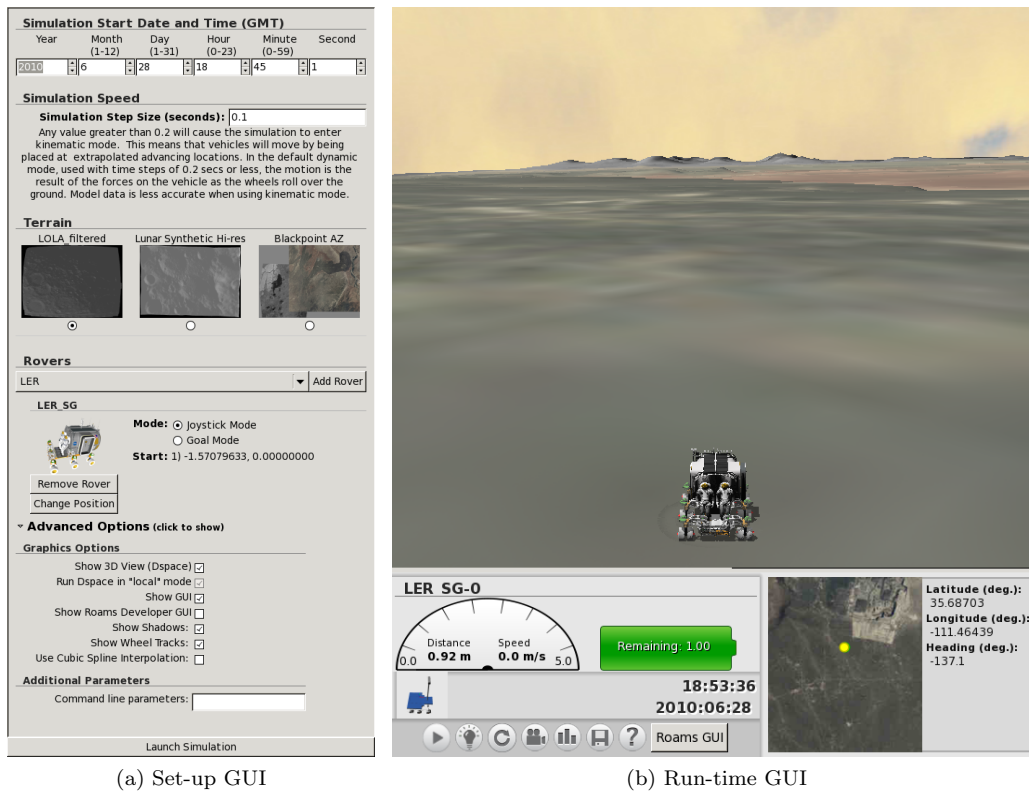 Simulation Start Date and Time (GMT)
Year Month Day Hour Minute Second
(1-12) (1-31) (0-23) (0-59)
2010 6 28 18 45 1
Simulation Speed
Simulation Step Size (seconds): 0.1
Any value greater than 0.2 will cause the simulation to enter
kinematic mode. This means that vehicles will move by being
placed at extrapolated advancing locations. In the default dynamic
mode, used with time steps of 0.2 secs or less, the motion is the
result of the forces on the vehicle as the wheels roll over the
ground. Model data is less accurate when using kinematic mode.
Terrain
LOLA_filtered Lunar Synthetic Hi-res Blackpoint AZ
Rovers
LER Add Rover
LER_SG
Mode: Joystick Mode
Goal Mode
Start: 1) -1.57079633, 0.00000000
Remove Rover
Change Position
Advanced Options (click to show)
Graphics Options
Show 3D View (Dspace)
Run Dspace in "local" mode
Show GUI
Show Roams Developer GUI
Show Shadows:
Show Wheel Tracks:
Use Cubic Spline Interpolation:
Additional Parameters
Command line parameters:
Launch Simulation
(a) Set-up GUI
LER SG-0
Distance Speed
0.0 0.92 m 0.0 m/s 5.0
Remaining: 1.00
18:53:36
2010:06:28
?
Roams GUI
Latitude (deg.):
35.68703
Longitude (deg.):
-111.46439
Heading (deg.):
-137.1
(b) Run-time GUI